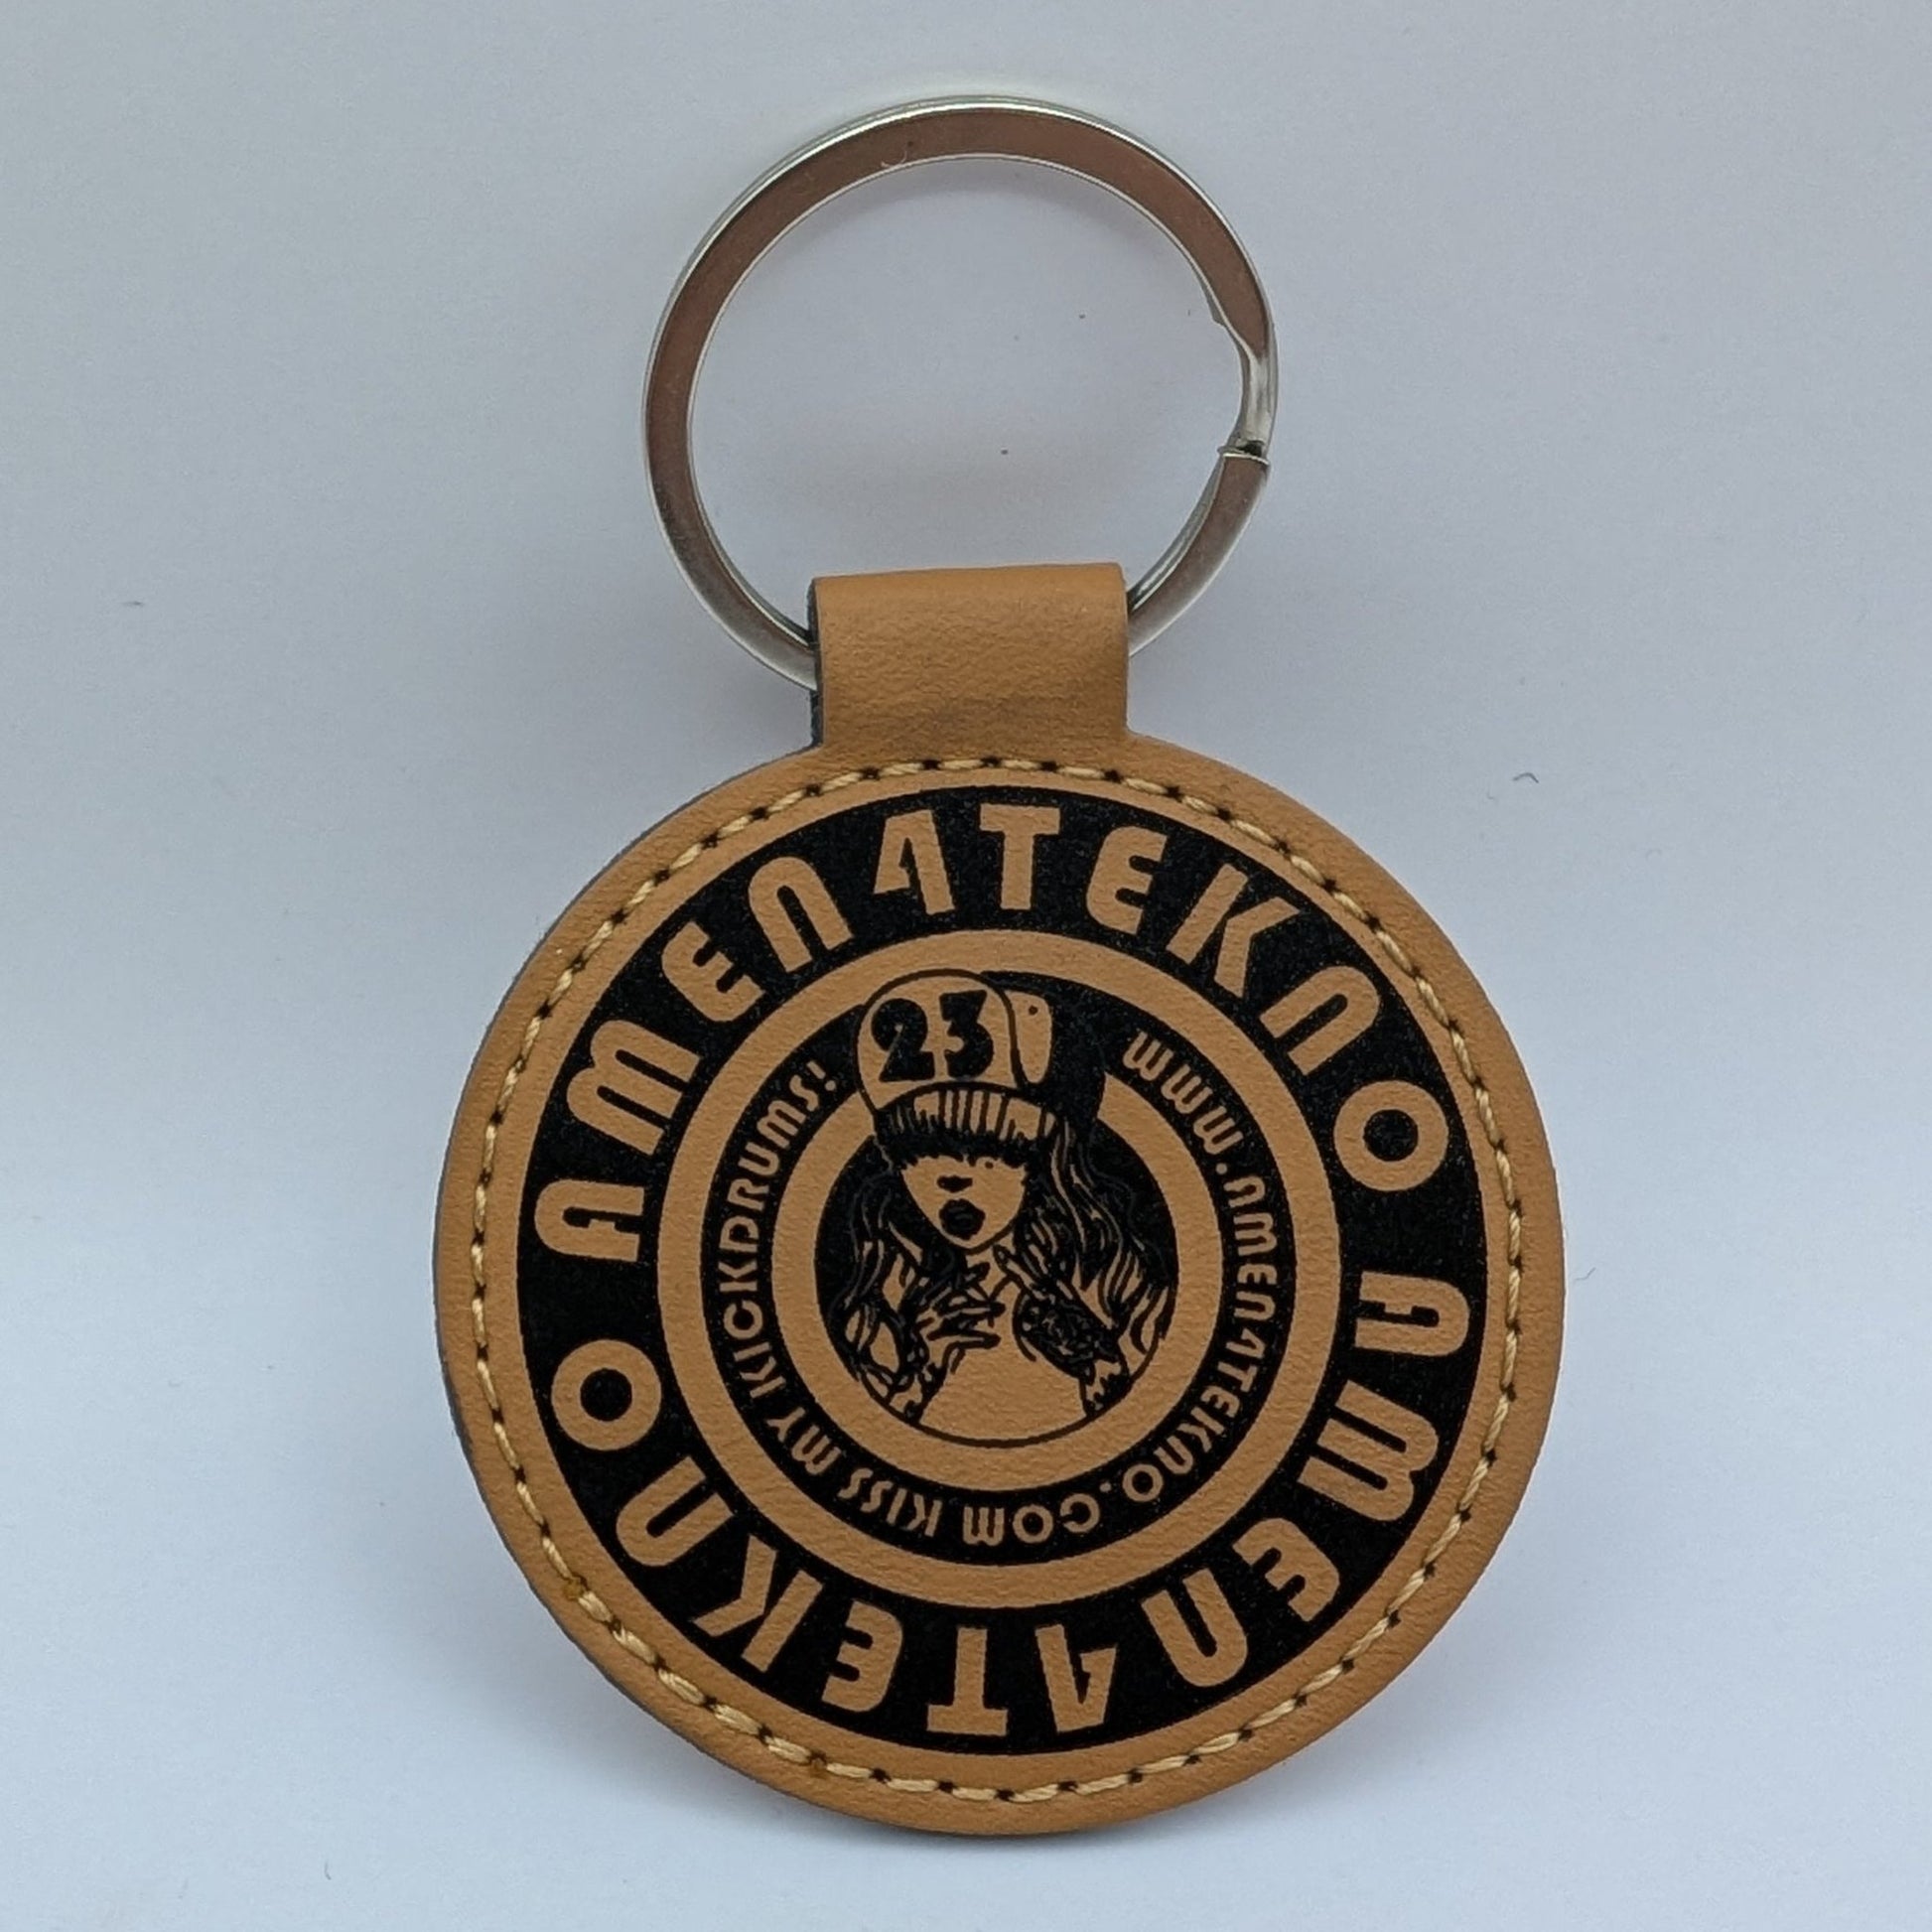 AMEN4TEKNO AMEN4TEKNO
WWW.AMEN4TEKNO.COM KISS MY KICKDRUMS!
23